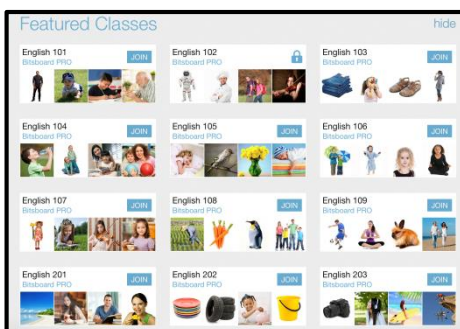 Featured Classes
hide
English 101
Bitsboard PRO
JOIN
English 102
Bitsboard PRO
English 103
Bitsboard PRO
JOIN
English 104
Bitsboard PRO
JOIN
English 105
Bitsboard PRO
JOIN
English 106
Bitsboard PRO
JOIN
English 107
Bitsboard PRO
JOIN
English 108
Bitsboard PRO
JOIN
English 109
Bitsboard PRO
JOIN
English 201
Bitsboard PRO
JOIN
English 202
Bitsboard PRO
JOIN
English 203
Bitsboard PRO
JOIN